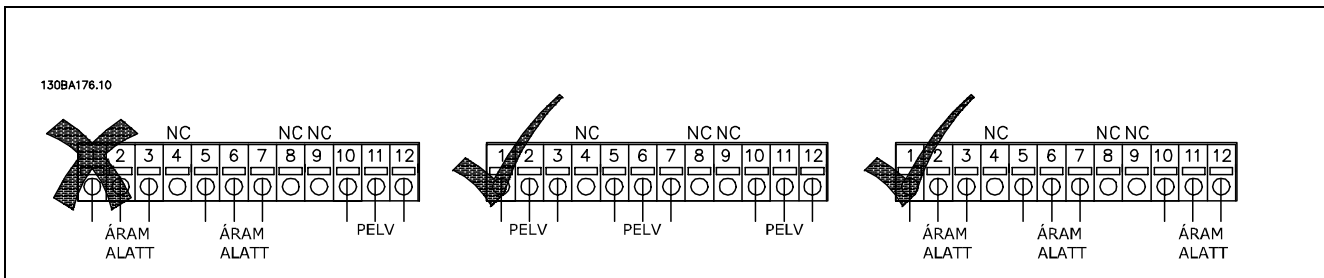 130BA176.10
NC NC NC
2 3 4 5 6 7 8 9 10 11 12
ÁRAM ALATT
ÁRAM ALATT
PELV
NC NC NC
1 2 3 4 5 6 7 8 9 10 11 12
PELV PELV PELV
NC NC NC
1 2 3 4 5 6 7 8 9 10 11 12
ÁRAM ALATT
ÁRAM ALATT
ÁRAM ALATT